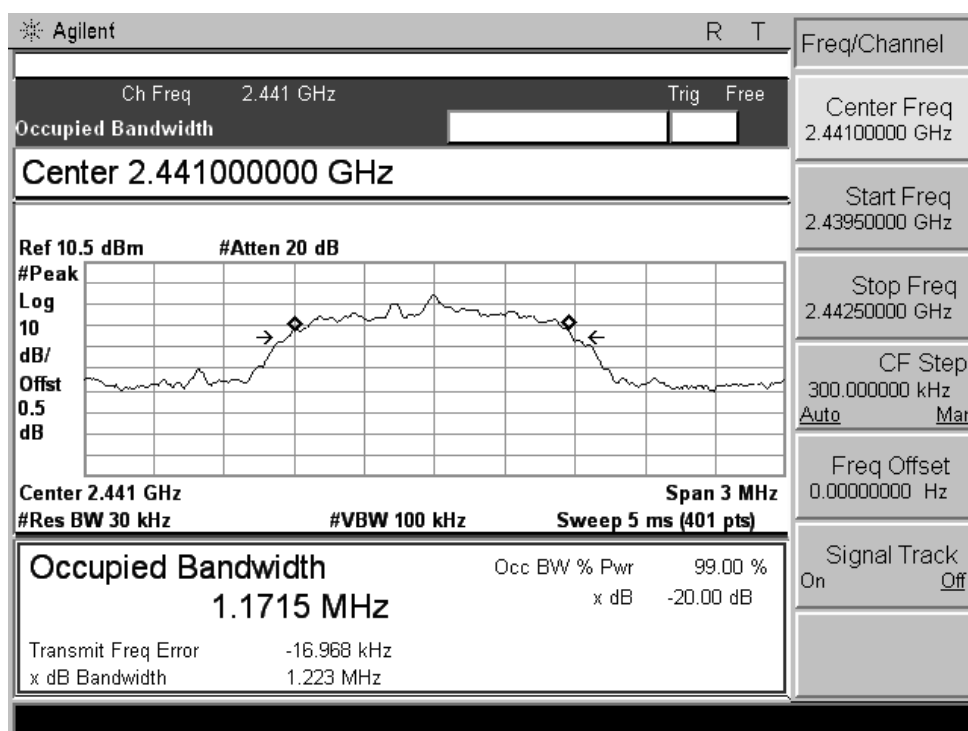 Agilent
R T
Freq/Channel
Ch Freq 2.441 GHz
Trig Free
Occupied Bandwidth
Center 2.441000000 GHz
Ref 10.5 dBm
#Atten 20 dB
#Peak
Log
10
dB/
Offst
0.5
dB
Center 2.441 GHz
Span 3 MHz
#Res BW 30 kHz
#VBW 100 kHz
Sweep 5 ms (401 pts)
Occupied Bandwidth
1.1715 MHz
Occ BW % Pwr 99.00 %
x dB -20.00 dB
Transmit Freq Error -16.968 kHz
x dB Bandwidth 1.223 MHz
Center Freq
2.44100000 GHz
Start Freq
2.43950000 GHz
Stop Freq
2.44250000 GHz
CF Step
300.000000 kHz
Auto Mar
Freq Offset
0.00000000 Hz
Signal Track
On Off